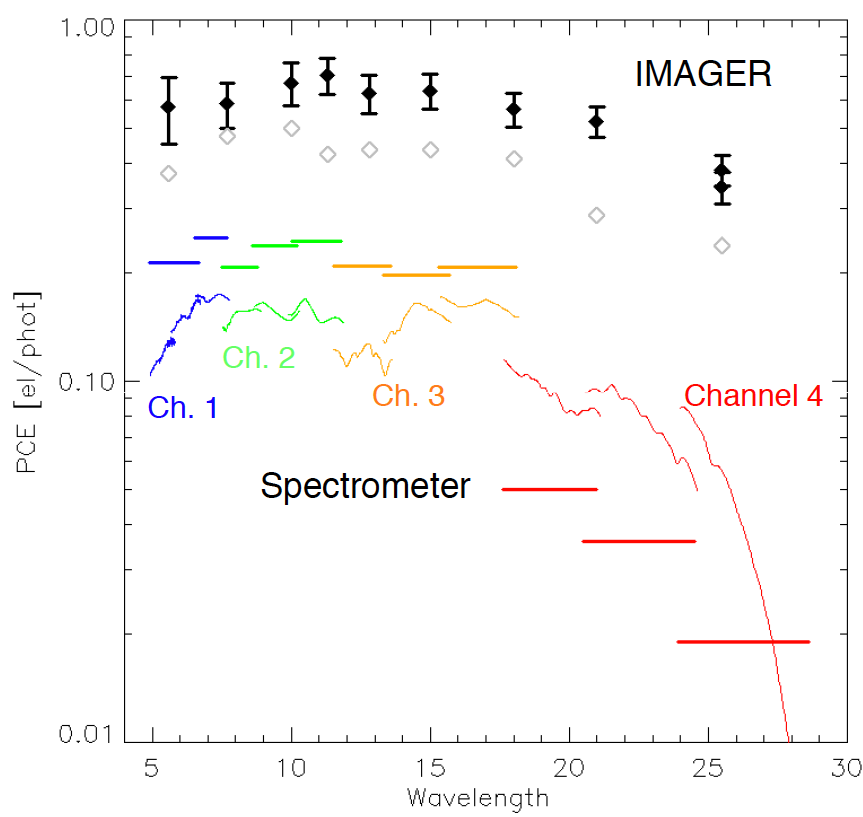 1.00
IMAGER
PCE [el/phot]
0.10
Ch. 1
Ch. 2
Ch. 3
Channel 4
Spectrometer
0.01
5 10 15 20 25 30
Wavelength